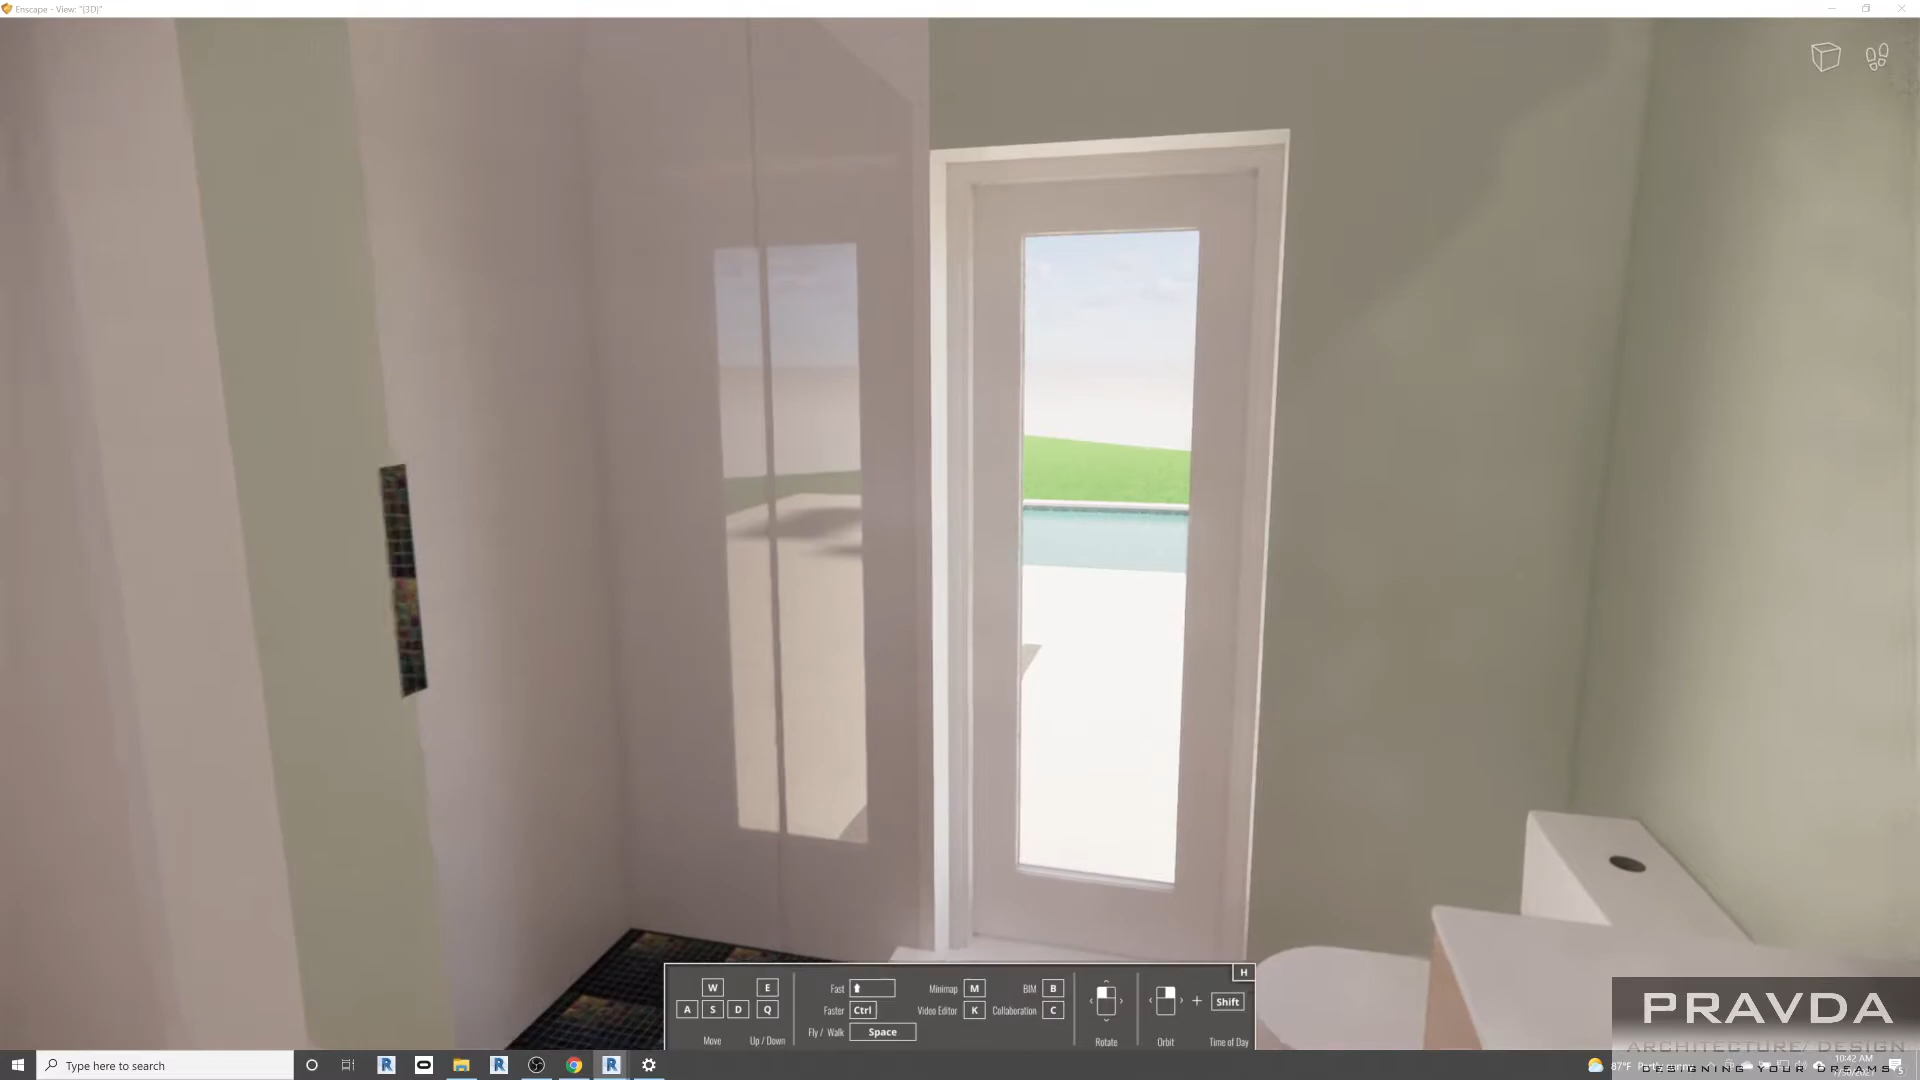 Enscape - View: "{3D}"
H
W
E
Fast
Minimap
M
BIM
B
A
S
D
Q
Faster
Ctrl
Video Editor
K
Collaboration
C
+
Shift
Fly / Walk
Space
Move
Up / Down
Rotate
Orbit
Time of Day
PRAVDA
ARCHITECTURE/ DESIGN
DESIGNING YOUR DREAMS
Type here to search
87°F
10:42 AM